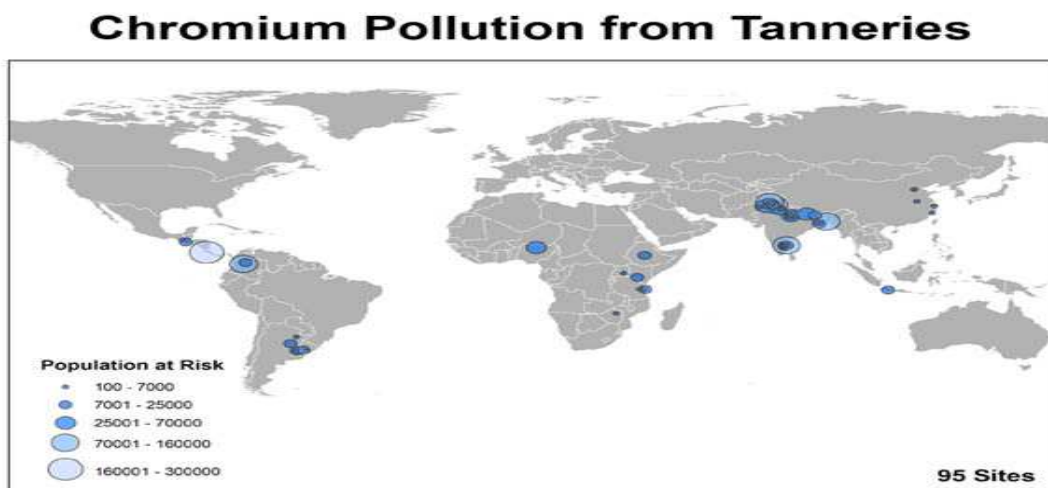 Chromium Pollution from Tanneries
Population at Risk
100 - 7000
7001 - 25000
25001 - 70000
70001 - 160000
160001 - 300000
95 Sites